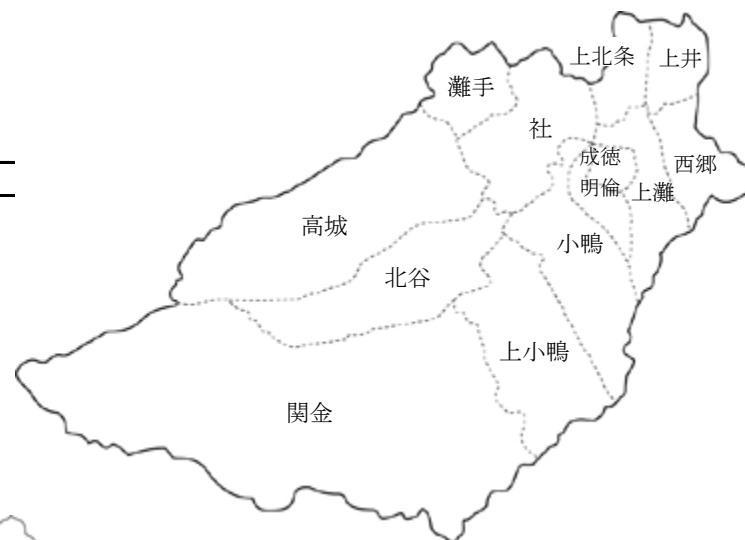 上北条
上井
灘手
社
成徳
西郷
明倫
上灘
高城
小鴨
北谷
上小鴨
関金